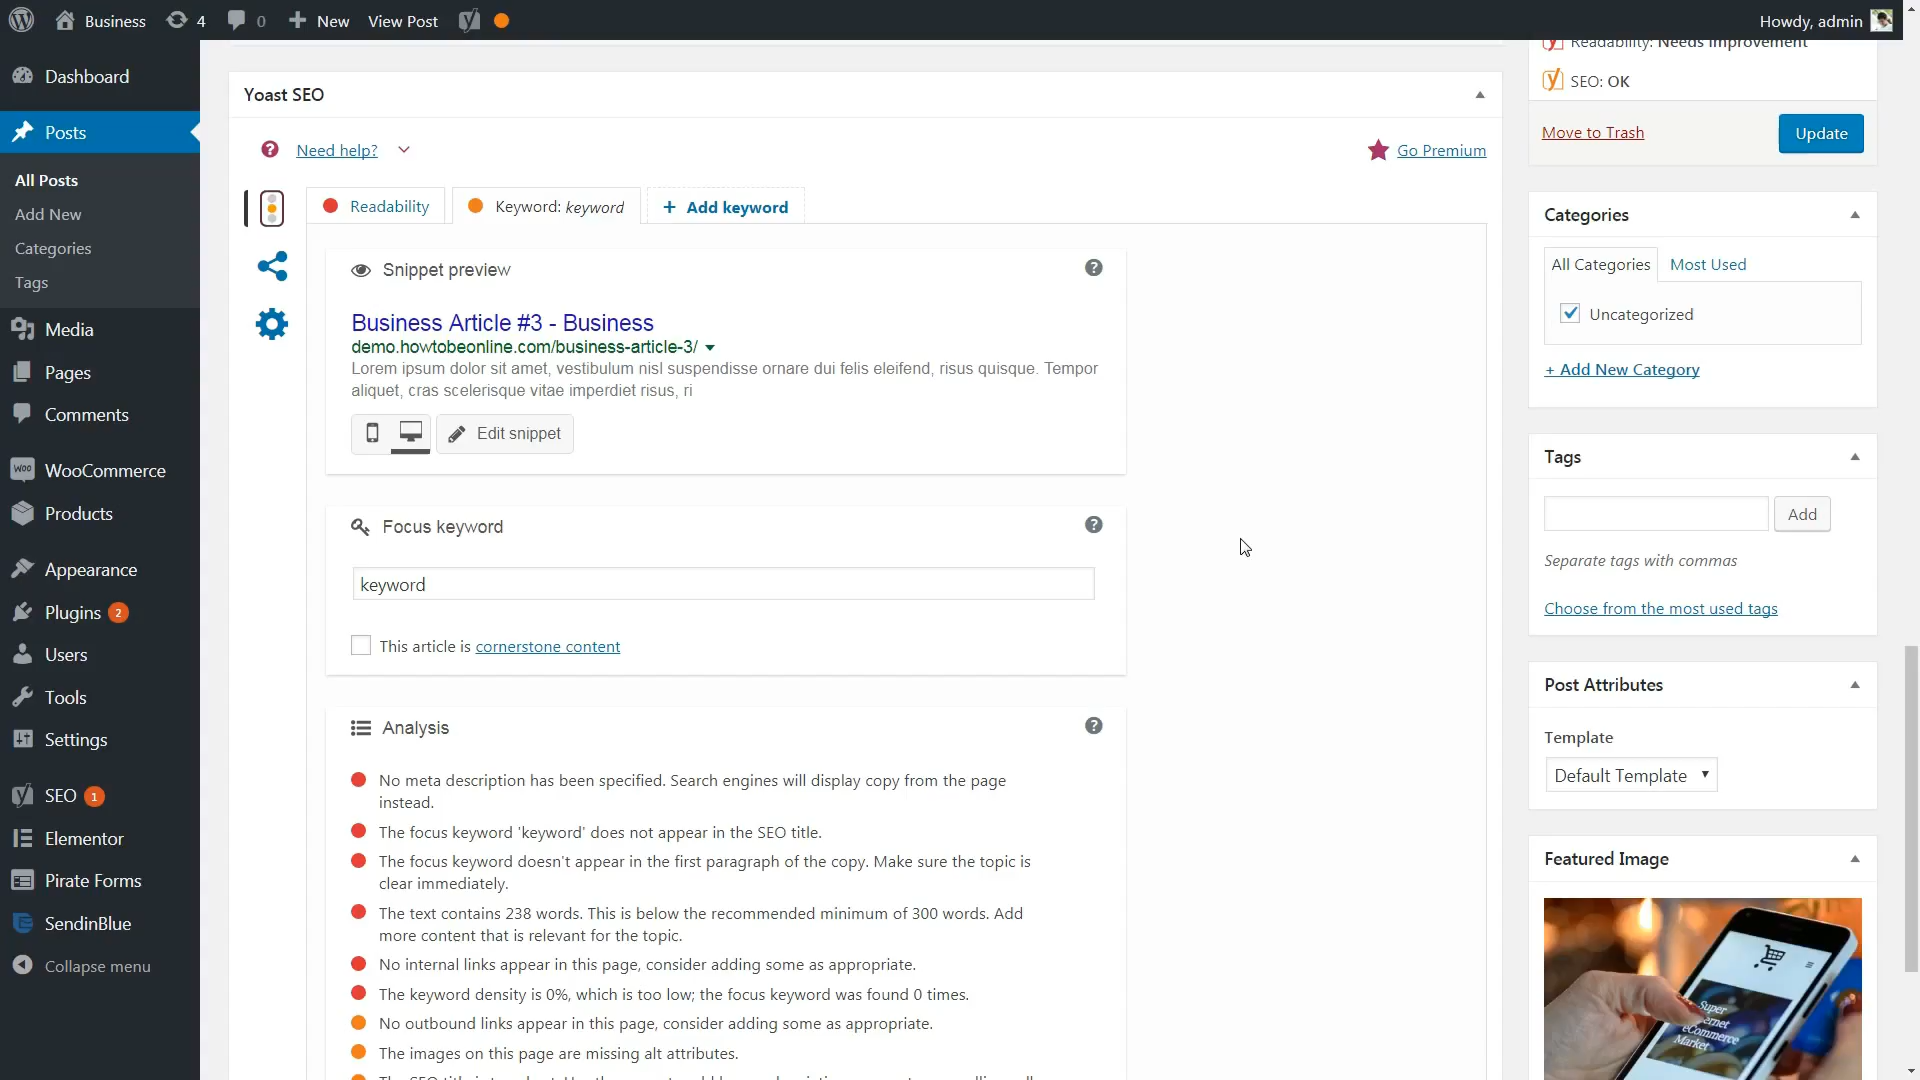 Business 4 0 New View Post Howdy, admin
Dashboard
Posts
All Posts
Add New
Categories
Tags
Media
Pages
Comments
WooCommerce
Products
Appearance
Plugins 2
Users
Tools
Settings
SEO 1
Elementor
Pirate Forms
SendinBlue
Collapse menu
Yoast SEO
Need help?
Go Premium
Readability
Keyword: keyword
+ Add keyword
Snippet preview
Business Article #3 - Business
demo.howtobeonline.com/business-article-3/
Lorem ipsum dolor sit amet, vestibulum nisl suspendisse ornare dui felis eleifend, risus quisque. Tempor
aliquet, cras scelerisque vitae imperdiet risus, ri
Edit snippet
Focus keyword
keyword
This article is cornerstone content
Analysis
No meta description has been specified. Search engines will display copy from the page
instead.
The focus keyword 'keyword' does not appear in the SEO title.
The focus keyword doesn't appear in the first paragraph of the copy. Make sure the topic is
clear immediately.
The text contains 238 words. This is below the recommended minimum of 300 words. Add
more content that is relevant for the topic.
No internal links appear in this page, consider adding some as appropriate.
The keyword density is 0%, which is too low; the focus keyword was found 0 times.
No outbound links appear in this page, consider adding some as appropriate.
The images on this page are missing alt attributes.
Readability: Needs improvement
SEO: OK
Move to Trash
Update
Categories
All Categories
Most Used
Uncategorized
+ Add New Category
Tags
Add
Separate tags with commas
Choose from the most used tags
Post Attributes
Template
Default Template
Featured Image
Super
eCommerce
Market